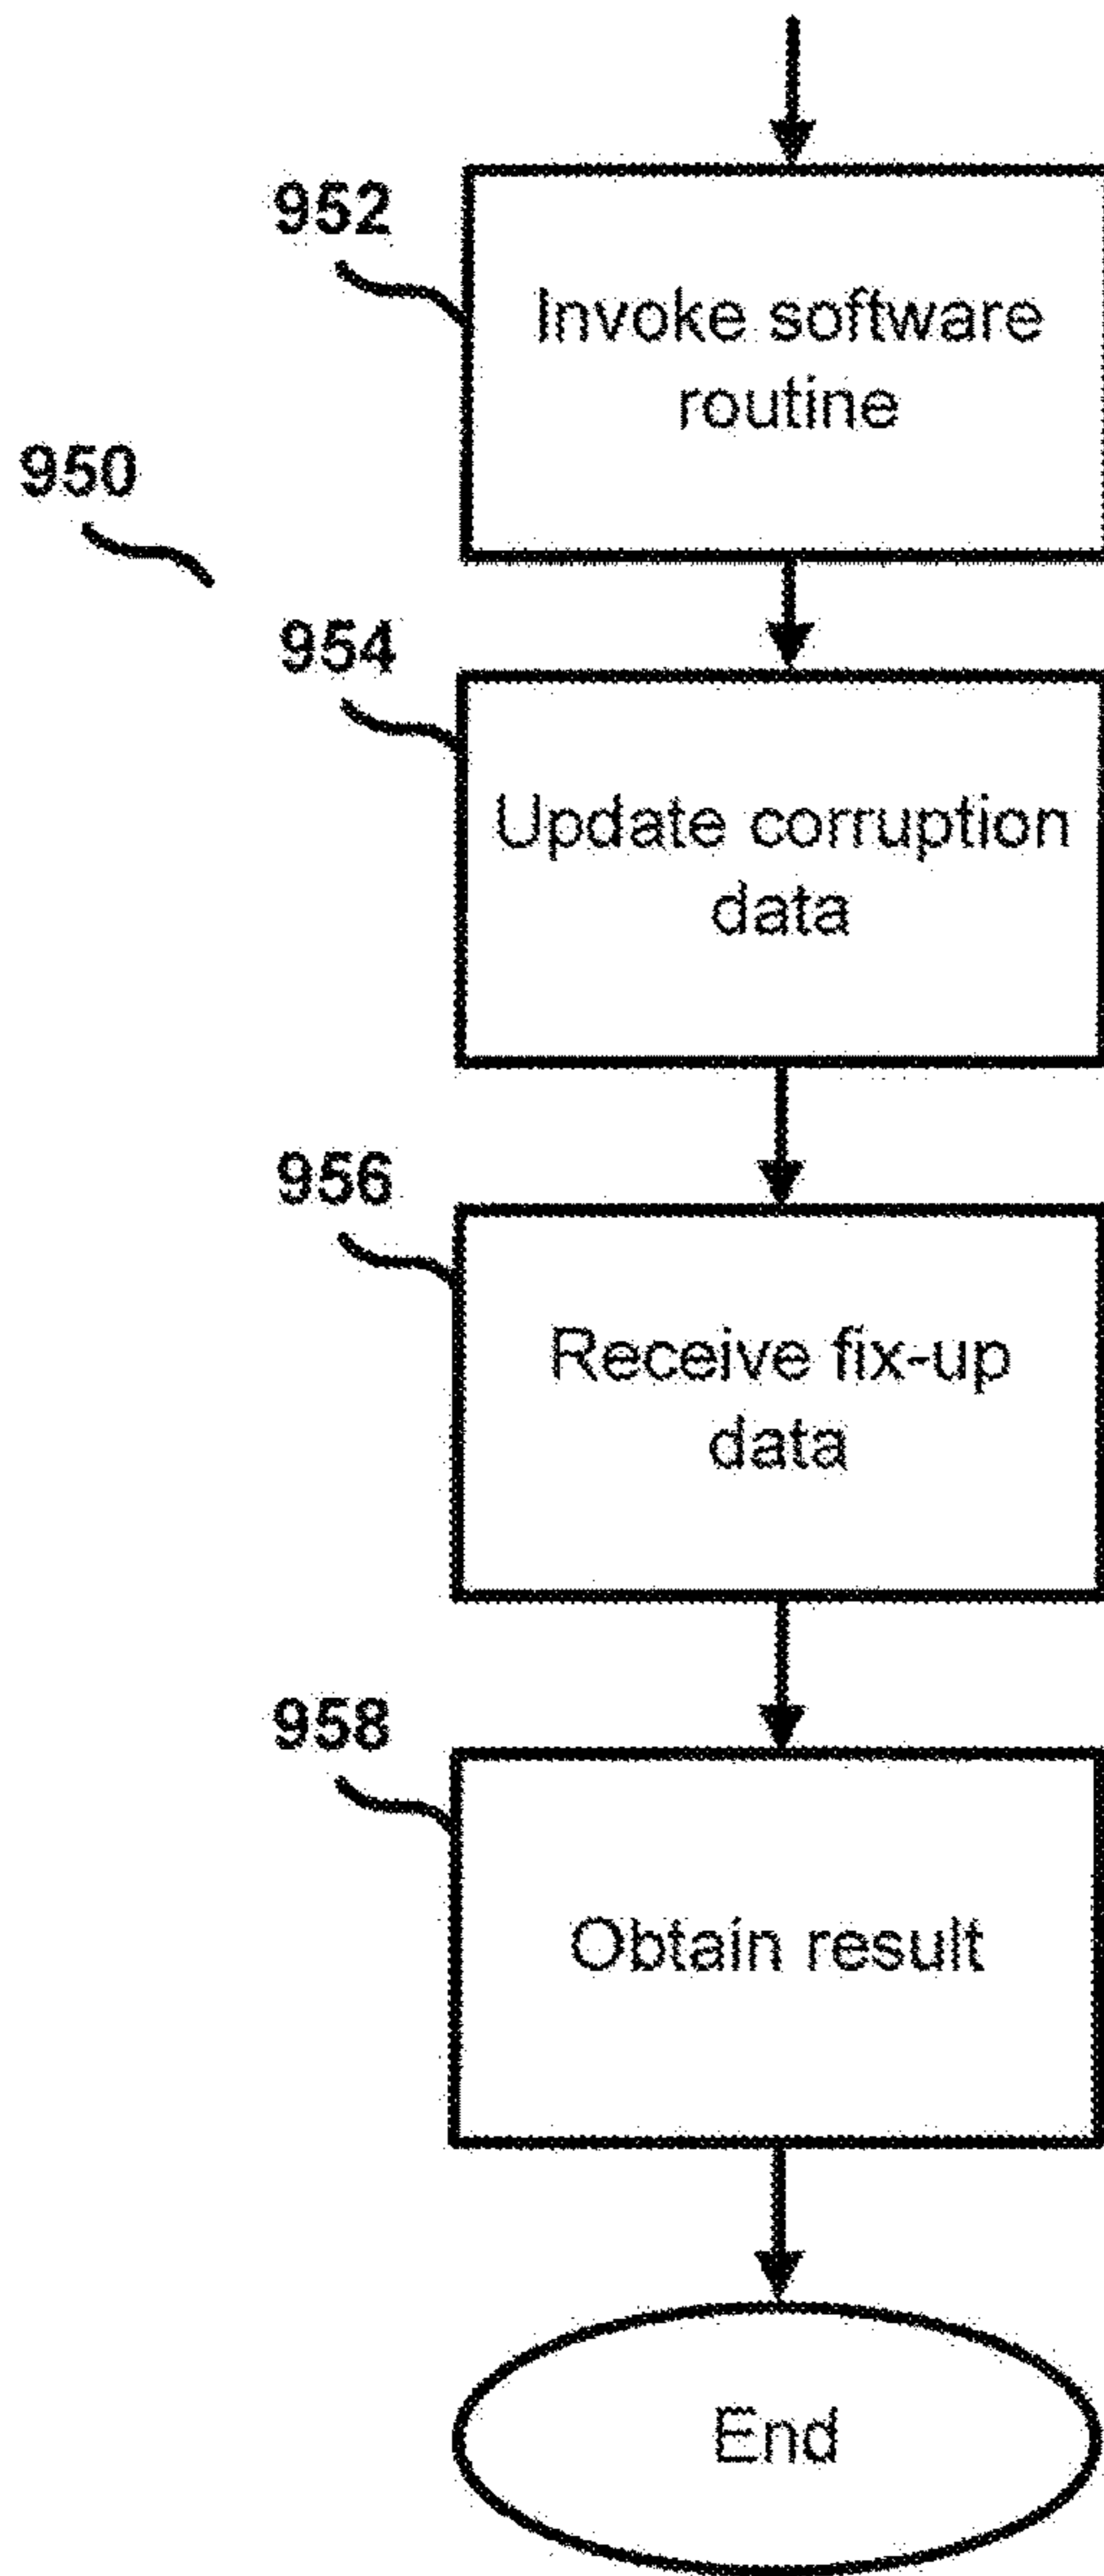 952
Invoke software
routine
950
954
Update corruption
data
956
Receive fix-up
data
958
Obtain result
End